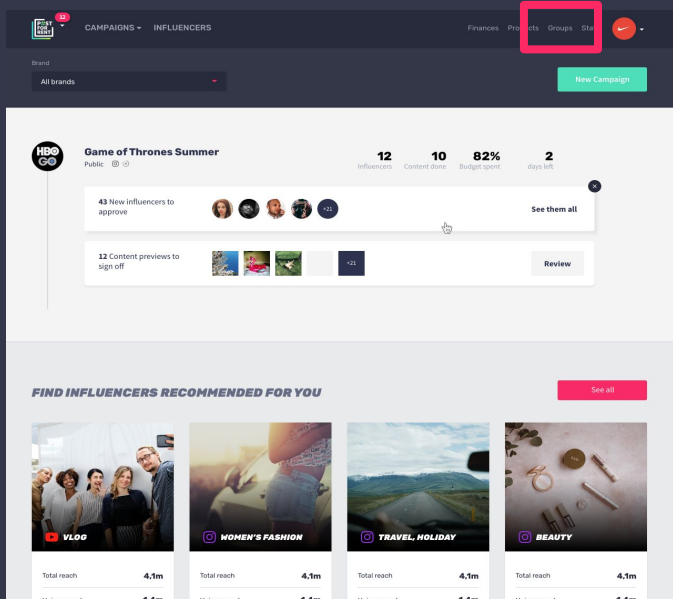 12
POST FOR RENT
CAMPAIGNS INFLUENCERS Finances Groups
Brand
All brands
New Campaign
HBO GO
Game of Thrones Summer
Public
12 10 82% 2
Influencers Content done Budget spent days left
43 New influencers to approve
+21
See them all
12 Content previews to sign off
+21
Review
FIND INFLUENCERS RECOMMENDED FOR YOU
See all
VLOG
WOMEN'S FASHION
TRAVEL, HOLIDAY
BEAUTY
Total reach 4,1m Total reach 4,1m Total reach 4,1m Total reach 4,1m